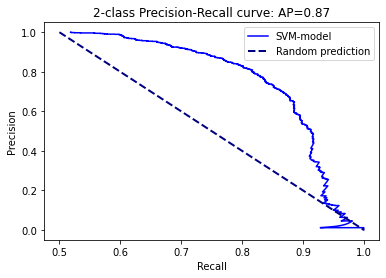 2-class Precision-Recall curve: AP=0.87
SVM-model
Random prediction
1.0
0.8
0.6
0.4
0.2
0.0
Precision
0.5 0.6 0.7 0.8 0.9 1.0
Recall